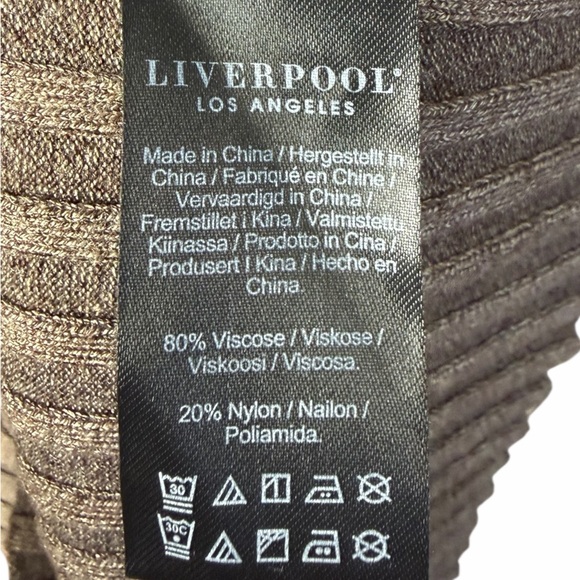 LIVERPOOL®
LOS ANGELES
Made in China / Hergestellt in
China / Fabriqué en Chine /
Vervaardigd in China /
Fremstillet i Kina / Valmistettu
Kiinassa / Prodotto in Cina /
Produsert I Kina / Hecho en
China.
80% Viscose / Viskose /
Viskoosi / Viscosa.
20% Nylon / Nailon /
Poliamida.
30
30C